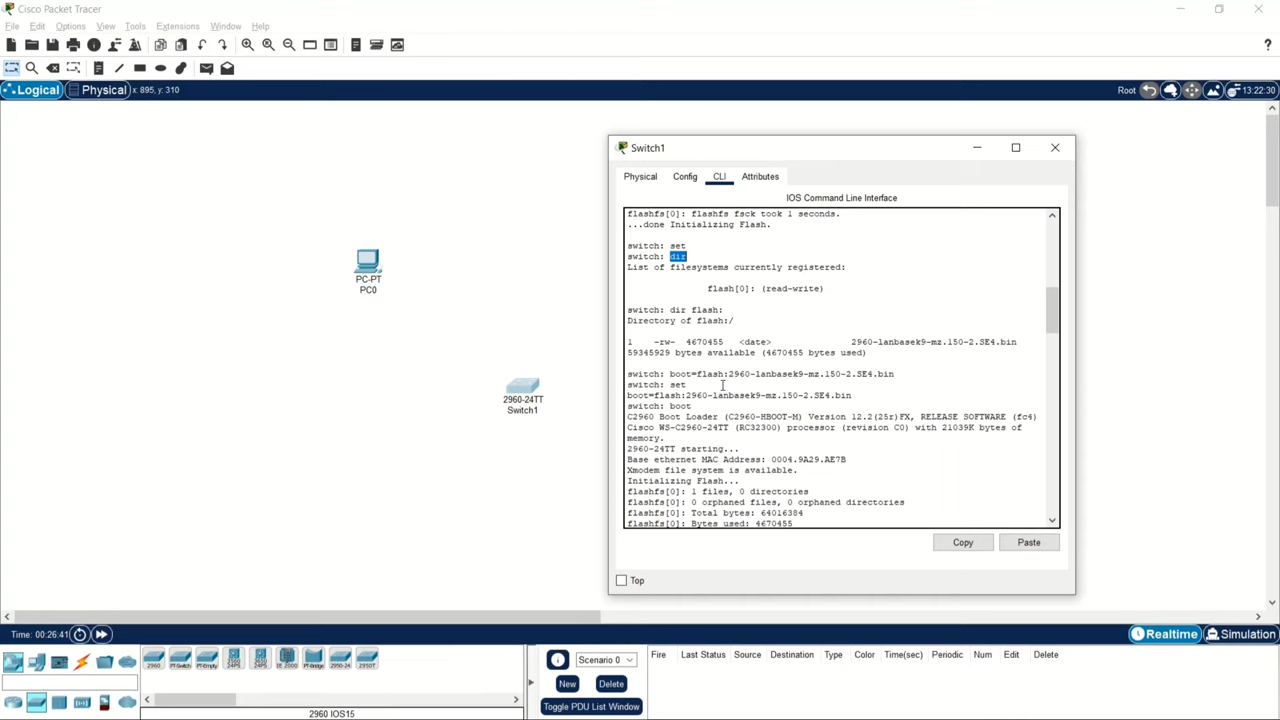 Cisco Packet Tracer
File Edit Options View Tools Extensions Window Help
?
Logical Physical x: 895, y: 310
Root 13:22:30
Switch1
Physical Config CLI Attributes
IOS Command Line Interface
flashfs[0]: flashfs fsck took 1 seconds.
...done Initializing Flash.
switch: set
switch: dir
List of filesystems currently registered:
flash[0]: (read-write)
switch: dir flash:
Directory of flash:/
1 -rw- 4670455 <date> 2960-lanbasek9-mz.150-2.SE4.bin
59345929 bytes available (4670455 bytes used)
switch: boot=flash:2960-lanbasek9-mz.150-2.SE4.bin
switch: set
boot=flash:2960-lanbasek9-mz.150-2.SE4.bin
switch: boot
C2960 Boot Loader (C2960-HBOOT-M) Version 12.2(25r)FX, RELEASE SOFTWARE (fc4)
Cisco WS-C2960-24TT (RC32300) processor (revision C0) with 21039K bytes of
memory.
2960-24TT starting...
Base ethernet MAC Address: 0004.9A29.AE7B
Xmodem file system is available.
Initializing Flash...
flashfs[0]: 1 files, 0 directories
flashfs[0]: 0 orphaned files, 0 orphaned directories
flashfs[0]: Total bytes: 64016384
flashfs[0]: Bytes used: 4670455
Copy Paste
Top
PC-PT
PC0
2960-24TT
Switch1
Time: 00:26:41
Realtime Simulation
2960 PT-Switch PT-Empty PT-Bridge 2950-24 2950T
2960 IOS15
Scenario 0
New Delete
Toggle PDU List Window
Fire Last Status Source Destination Type Color Time(sec) Periodic Num Edit Delete